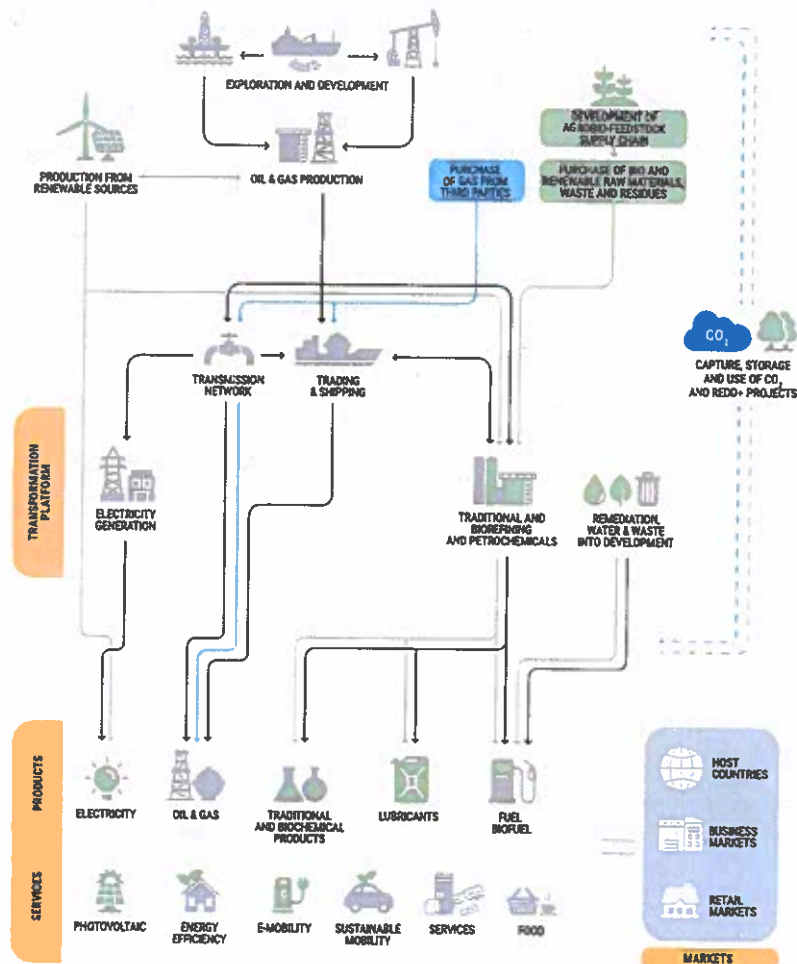 EXPLORATION AND DEVELOPMENT
DEVELOPMENT OF
AGROBIO-FEEDSTOCK
SUPPLY CHAIN
PRODUCTION FROM
RENEWABLE SOURCES
OIL & GAS PRODUCTION
PURCHASE
OF GAS FROM
THIRD PARTIES
PURCHASE OF BIO AND
RENEWABLE RAW MATERIALS,
WASTE AND RESIDUES
CO2
CAPTURE, STORAGE
AND USE OF CO2
AND REDD+ PROJECTS
TRANSMISSION
NETWORK
TRADING
& SHIPPING
TRANSFORMATION
PLATFORM
ELECTRICITY
GENERATION
TRADITIONAL AND
BIOREFINING
AND PETROCHEMICALS
REMEDIATION,
WATER & WASTE
INTO DEVELOPMENT
PRODUCTS
ELECTRICITY
OIL & GAS
TRADITIONAL
AND BIOCHEMICAL
PRODUCTS
LUBRICANTS
FUEL
BIOFUEL
HOST
COUNTRIES
BUSINESS
MARKETS
RETAIL
MARKETS
SERVICES
PHOTOVOLTAIC
ENERGY
EFFICIENCY
E-MOBILITY
SUSTAINABLE
MOBILITY
SERVICES
FOOD
MARKETS